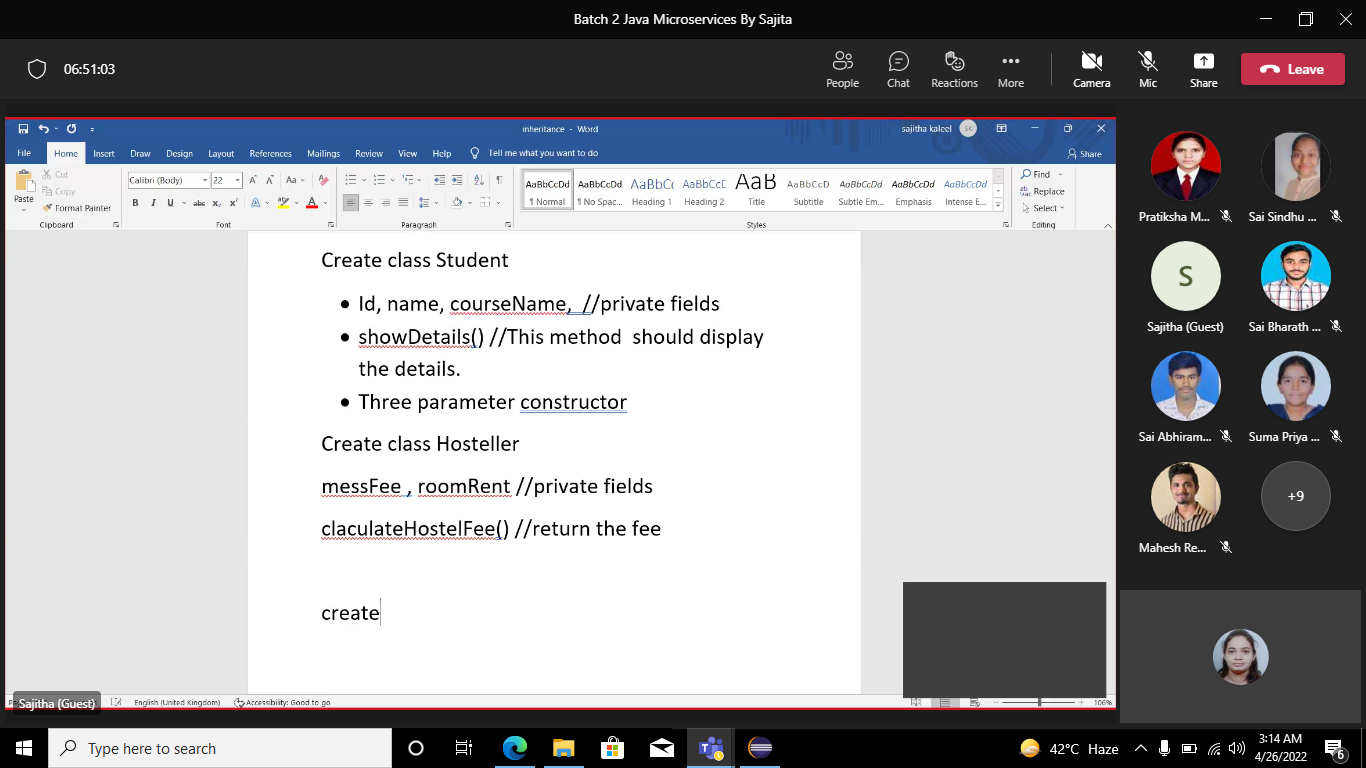 Batch 2 Java Microservices By Sajita
06:51:03
People Chat Reactions More Camera Mic Share Leave
inheritance - Word
sajitha kaleel SK
File Home Insert Draw Design Layout References Mailings Review View Help Tell me what you want to do Share
Paste
Cut
Copy
Format Painter
Clipboard
Calibri (Body) 22
Font
Paragraph
AaBbCcDd AaBbCcDd AaBbCc AaBbCcE AaB AaBbCcD AaBbCcDd AaBbCcDd AaBbCcDd
¶ Normal ¶ No Spac... Heading 1 Heading 2 Title Subtitle Subtle Em... Emphasis Intense E...
Styles
Find
Replace
Select
Editing
Create class Student
• Id, name, courseName, //private fields
• showDetails() //This method should display
the details.
• Three parameter constructor
Create class Hosteller
messFee , roomRent //private fields
claculateHostelFee() //return the fee
create
Pratiksha M...
Sai Sindhu ...
S
Sajitha (Guest)
Sai Bharath ...
Sai Abhiram...
Suma Priya ...
Mahesh Re...
+9
Sajitha (Guest)
English (United Kingdom) Accessibility: Good to go
106%
Type here to search
42°C Haze
3:14 AM
4/26/2022
6